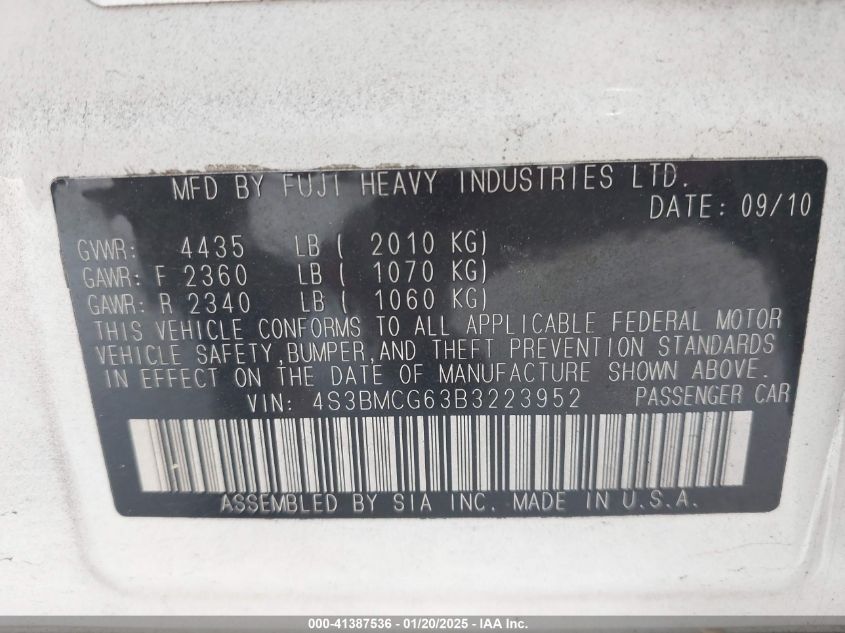 MFD BY FUJI HEAVY INDUSTRIES LTD.
DATE: 09/10
GVWR: 4435 LB ( 2010 KG)
GAWR: F 2360 LB ( 1070 KG)
GAWR: R 2340 LB ( 1060 KG)
THIS VEHICLE CONFORMS TO ALL APPLICABLE FEDERAL MOTOR
VEHICLE SAFETY,BUMPER,AND THEFT PREVENTION STANDARDS
IN EFFECT ON THE DATE OF MANUFACTURE SHOWN ABOVE.
VIN: 4S3BMCG63B3223952 PASSENGER CAR
ASSEMBLED BY SIA INC. MADE IN U.S.A.
000-41387536 - 01/20/2025 - IAA Inc.